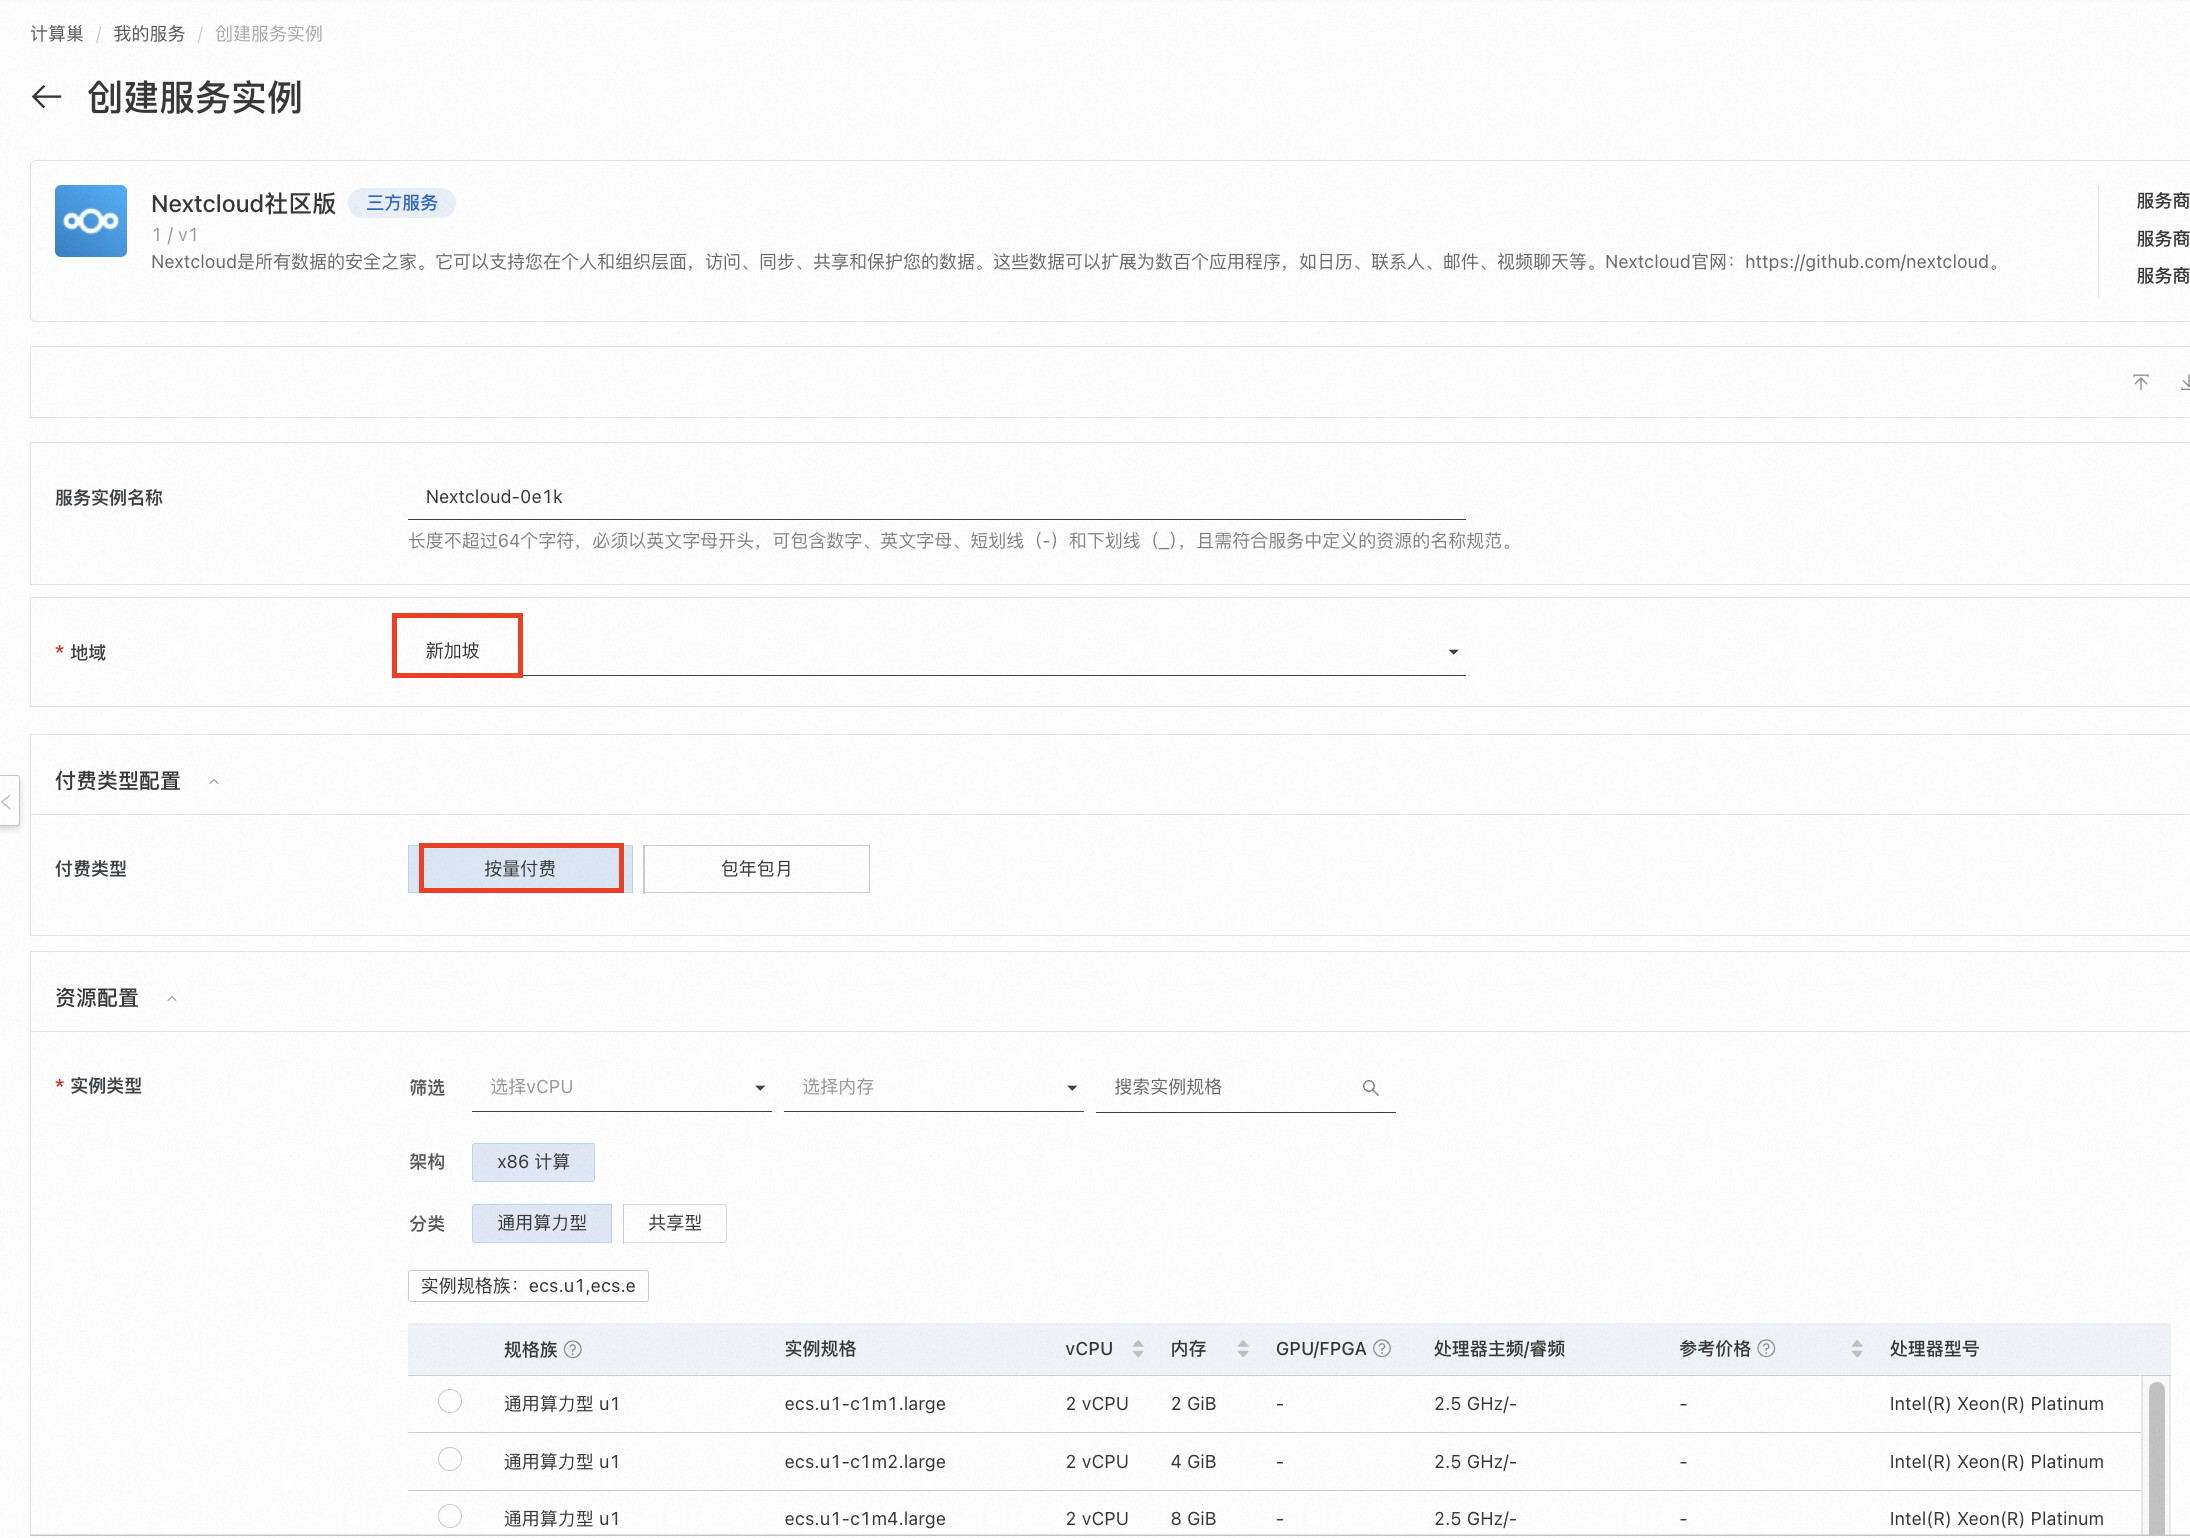 计算巢 / 我的服务 / 创建服务实例
创建服务实例
Nextcloud社区版 三方服务
1 / v1
Nextcloud是所有数据的安全之家。它可以支持您在个人和组织层面，访问、同步、共享和保护您的数据。这些数据可以扩展为数百个应用程序，如日历、联系人、邮件、视频聊天等。Nextcloud官网：https://github.com/nextcloud。
服务商
服务商
服务商
服务实例名称 Nextcloud-0e1k
长度不超过64个字符，必须以英文字母开头，可包含数字、英文字母、短划线（-）和下划线（_），且需符合服务中定义的资源的名称规范。
* 地域 新加坡
付费类型配置
付费类型 按量付费 包年包月
资源配置
* 实例类型 筛选 选择vCPU 选择内存 搜索实例规格
架构 x86 计算
分类 通用算力型 共享型
实例规格族：ecs.u1,ecs.e
规格族 实例规格 vCPU 内存 GPU/FPGA 处理器主频/睿频 参考价格 处理器型号
通用算力型 u1 ecs.u1-c1m1.large 2 vCPU 2 GiB - 2.5 GHz/- - Intel(R) Xeon(R) Platinum
通用算力型 u1 ecs.u1-c1m2.large 2 vCPU 4 GiB - 2.5 GHz/- - Intel(R) Xeon(R) Platinum
通用算力型 u1 ecs.u1-c1m4.large 2 vCPU 8 GiB - 2.5 GHz/- - Intel(R) Xeon(R) Platinum